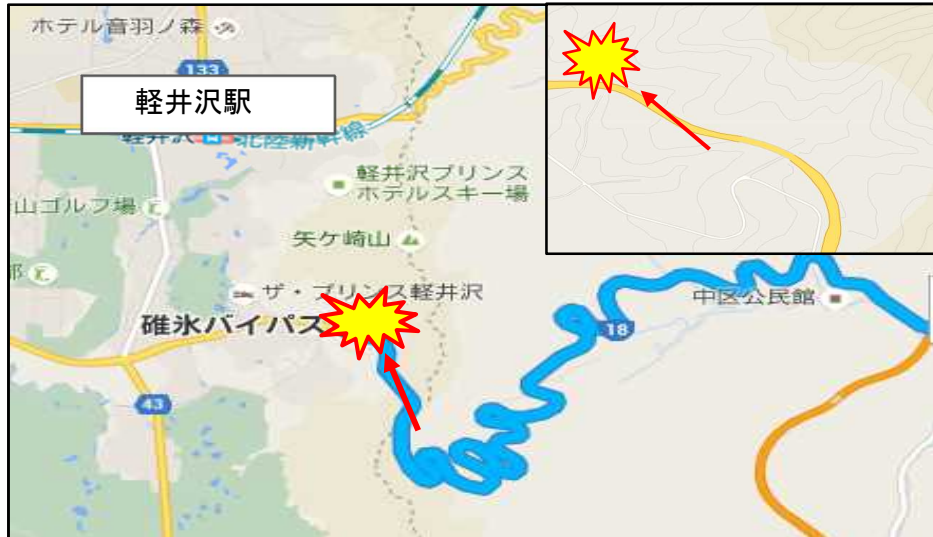 ホテル音羽ノ森
133
軽井沢駅
軽井沢
北陸新幹線
軽井沢プリンス
ホテルスキー場
山ゴルフ場
矢ケ崎山
ザ・プリンス軽井沢
中区公民館
碓氷バイパス
18
43